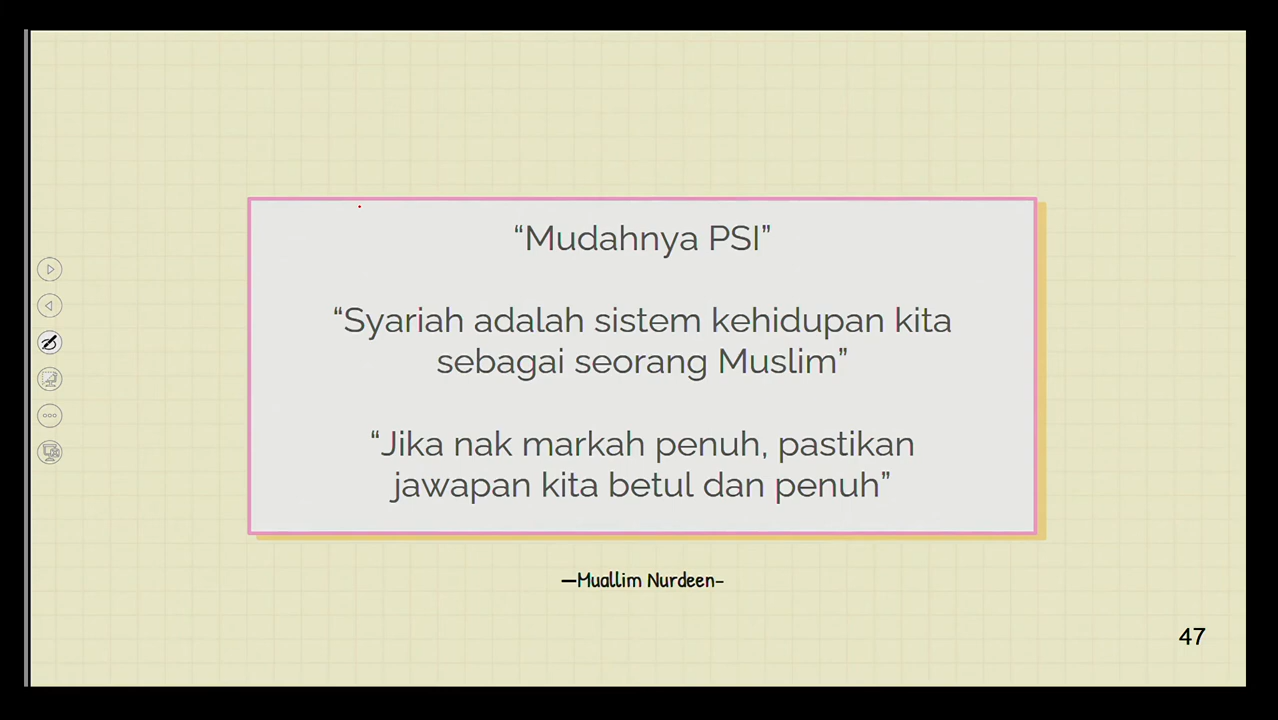 “Mudahnya PSI”
“Syariah adalah sistem kehidupan kita
sebagai seorang Muslim”
“Jika nak markah penuh, pastikan
jawapan kita betul dan penuh”
—Muallim Nurdeen-
47